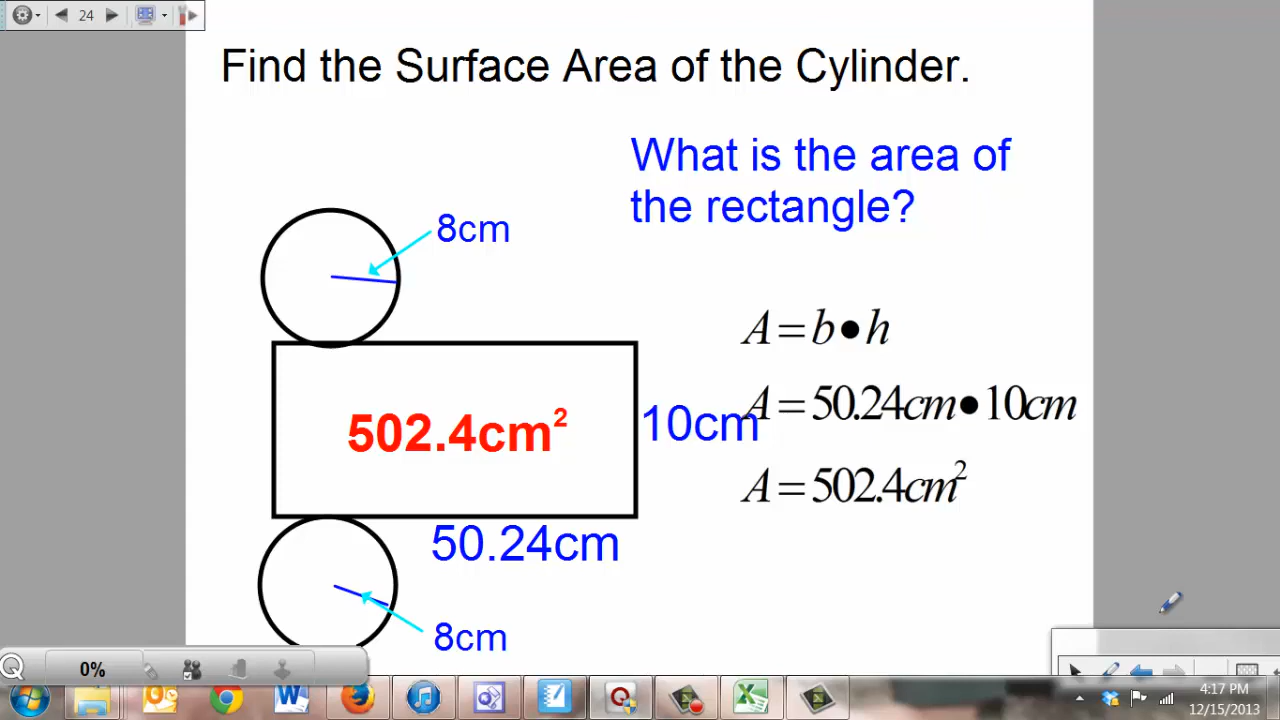 24
Find the Surface Area of the Cylinder.
What is the area of
the rectangle?
8cm
A = b • h
A = 50.24cm • 10cm
502.4cm²
10cm
A = 502.4cm²
50.24cm
8cm
0%
4:17 PM
12/15/2013